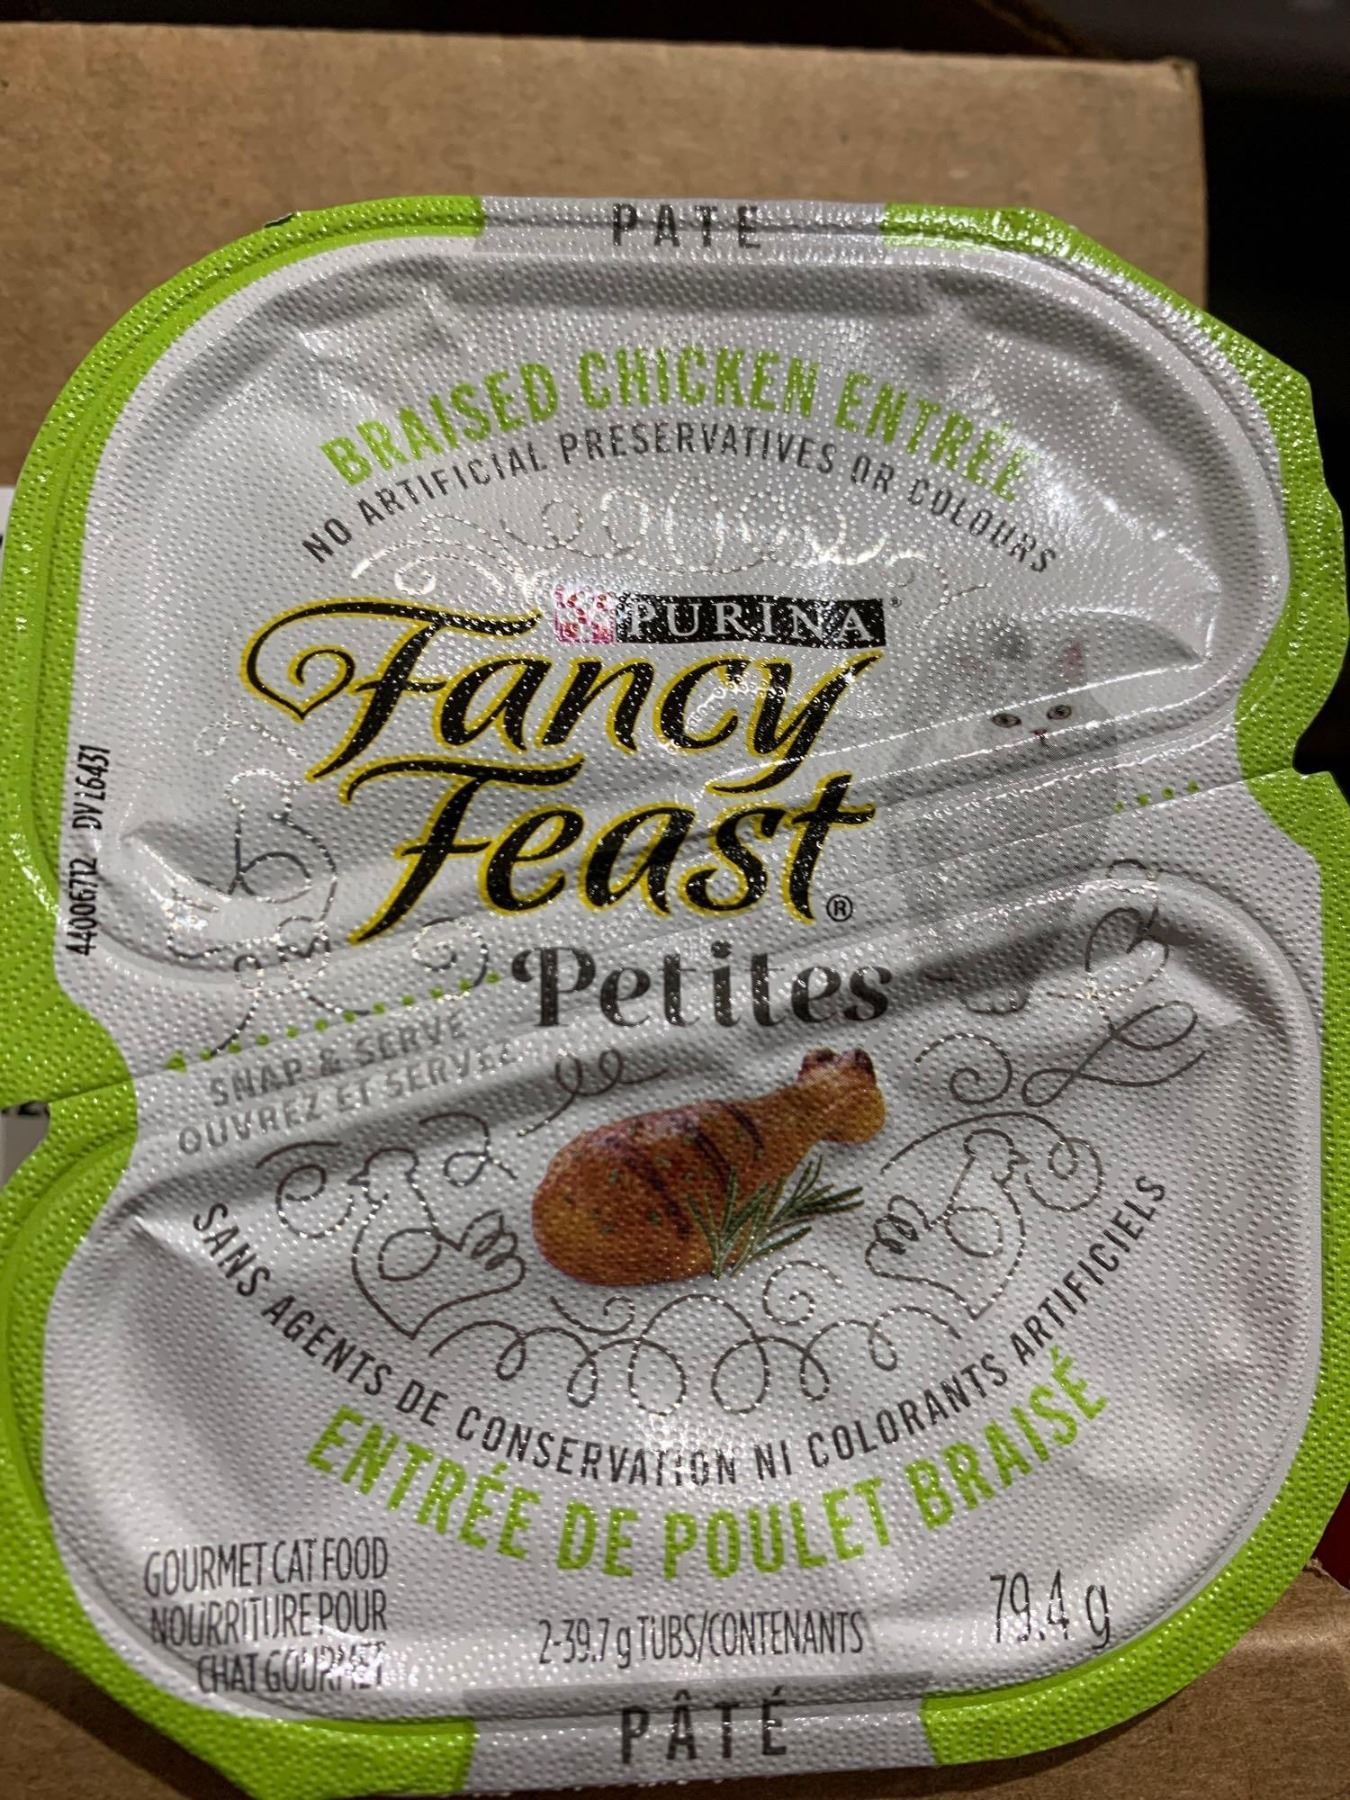 PATE
BRAISED CHICKEN ENTRÉE
NO ARTIFICIAL PRESERVATIVES OR COLOURS
PURINA®
Fancy
Feast®
Petites
44006712 DVL6431
SNAP & SERVE
OUVREZ ET SERVEZ
SANS AGENTS DE CONSERVATION NI COLORANTS ARTIFICIELS
ENTRÉE DE POULET BRAISÉ
GOURMET CAT FOOD
NOURRITURE POUR
CHAT GOURMET
2-39.7 g TUBS/CONTENANTS
79.4 g
PÂTÉ